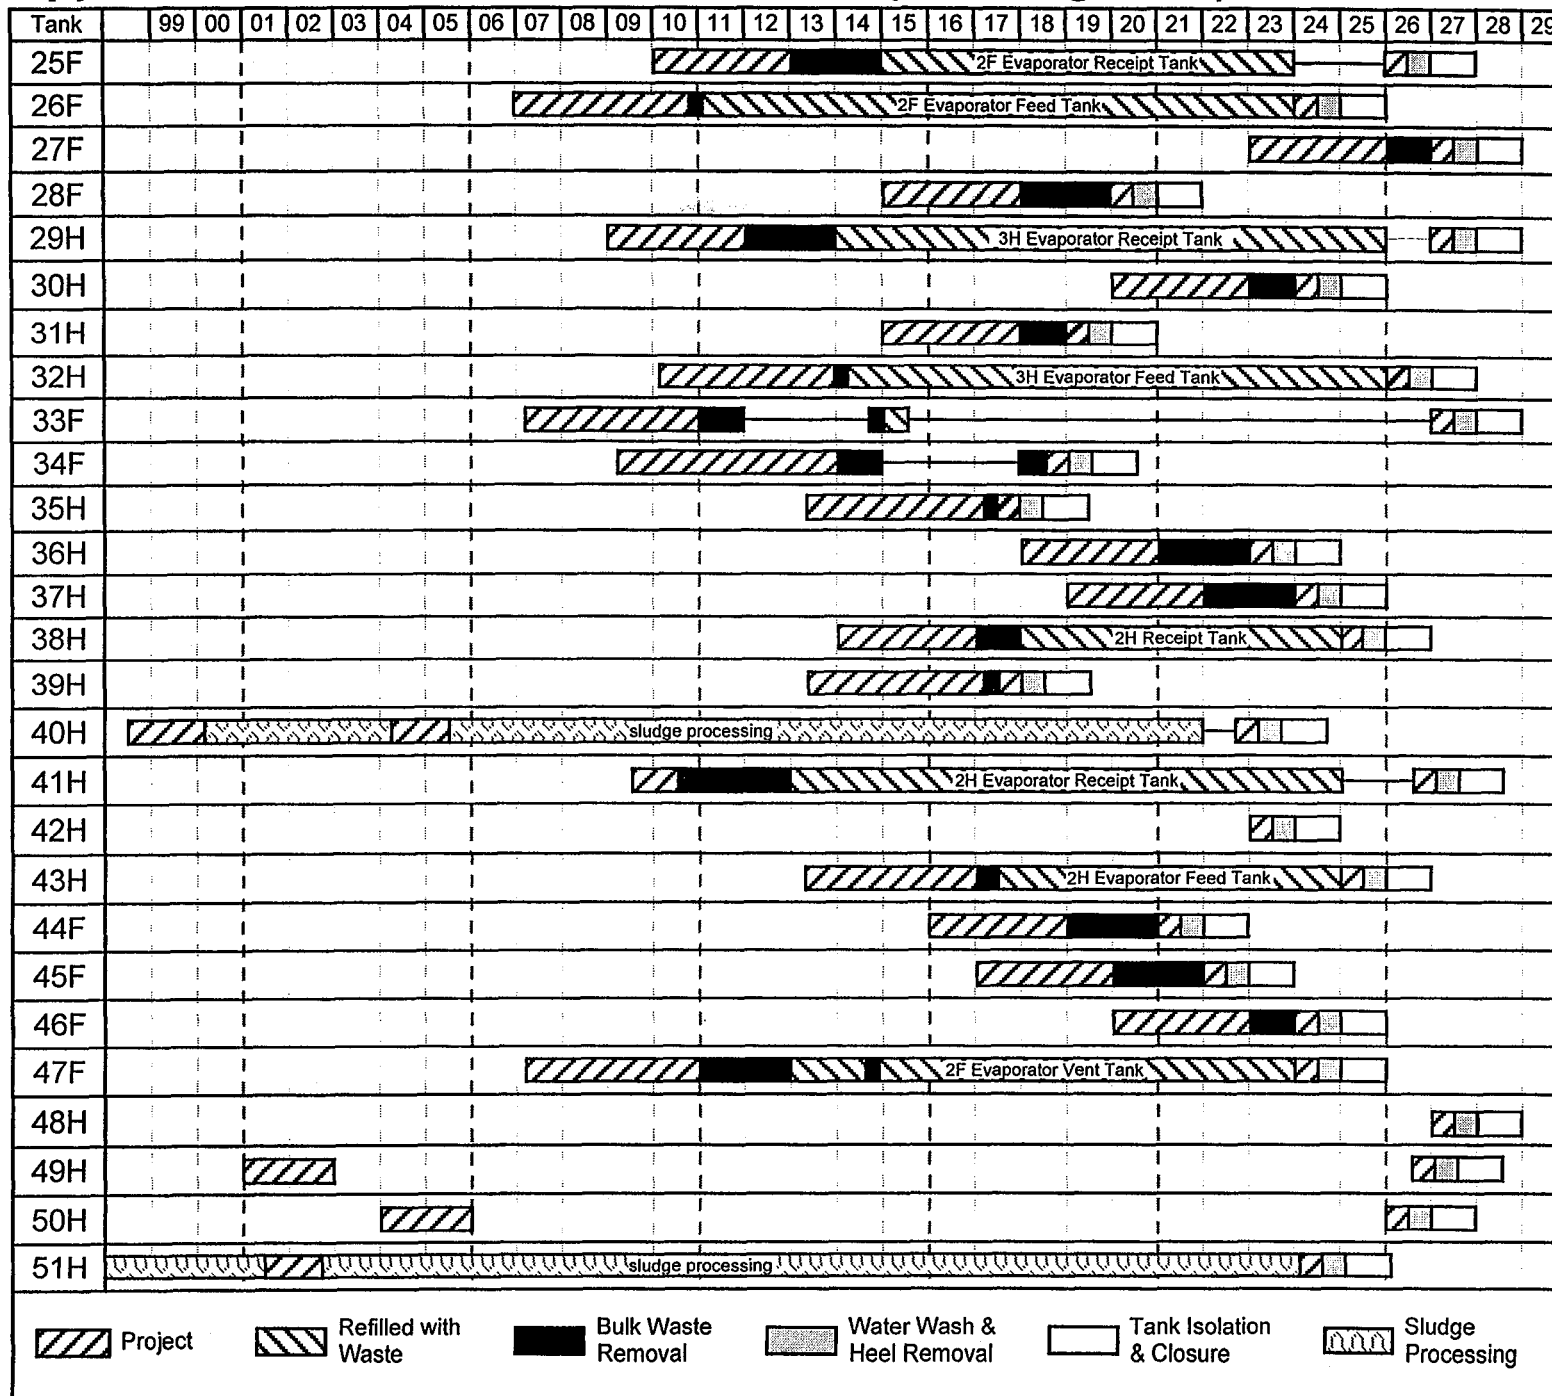 Tank 99 00 01 02 03 04 05 06 07 08 09 10 11 12 13 14 15 16 17 18 19 20 21 22 23 24 25 26 27 28 29
25F 2F Evaporator Receipt Tank
26F 2F Evaporator Feed Tank
27F
28F
29H 3H Evaporator Receipt Tank
30H
31H
32H 3H Evaporator Feed Tank
33F
34F
35H
36H
37H
38H 2H Receipt Tank
39H
40H sludge processing
41H 2H Evaporator Receipt Tank
42H
43H 2H Evaporator Feed Tank
44F
45F
46F
47F 2F Evaporator Vent Tank
48H
49H
50H
51H sludge processing
Project
Refilled with
Waste
Bulk Waste
Removal
Water Wash &
Heel Removal
Tank Isolation
& Closure
Sludge
Processing